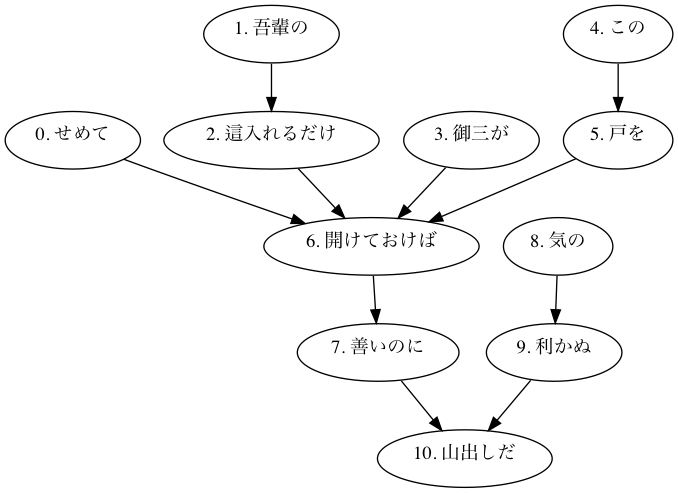 1. 吾輩の
4. この
0. せめて
2. 這入れるだけ
3. 御三が
5. 戸を
6. 開けておけば
8. 気の
7. 善いのに
9. 利かぬ
10. 山出しだ